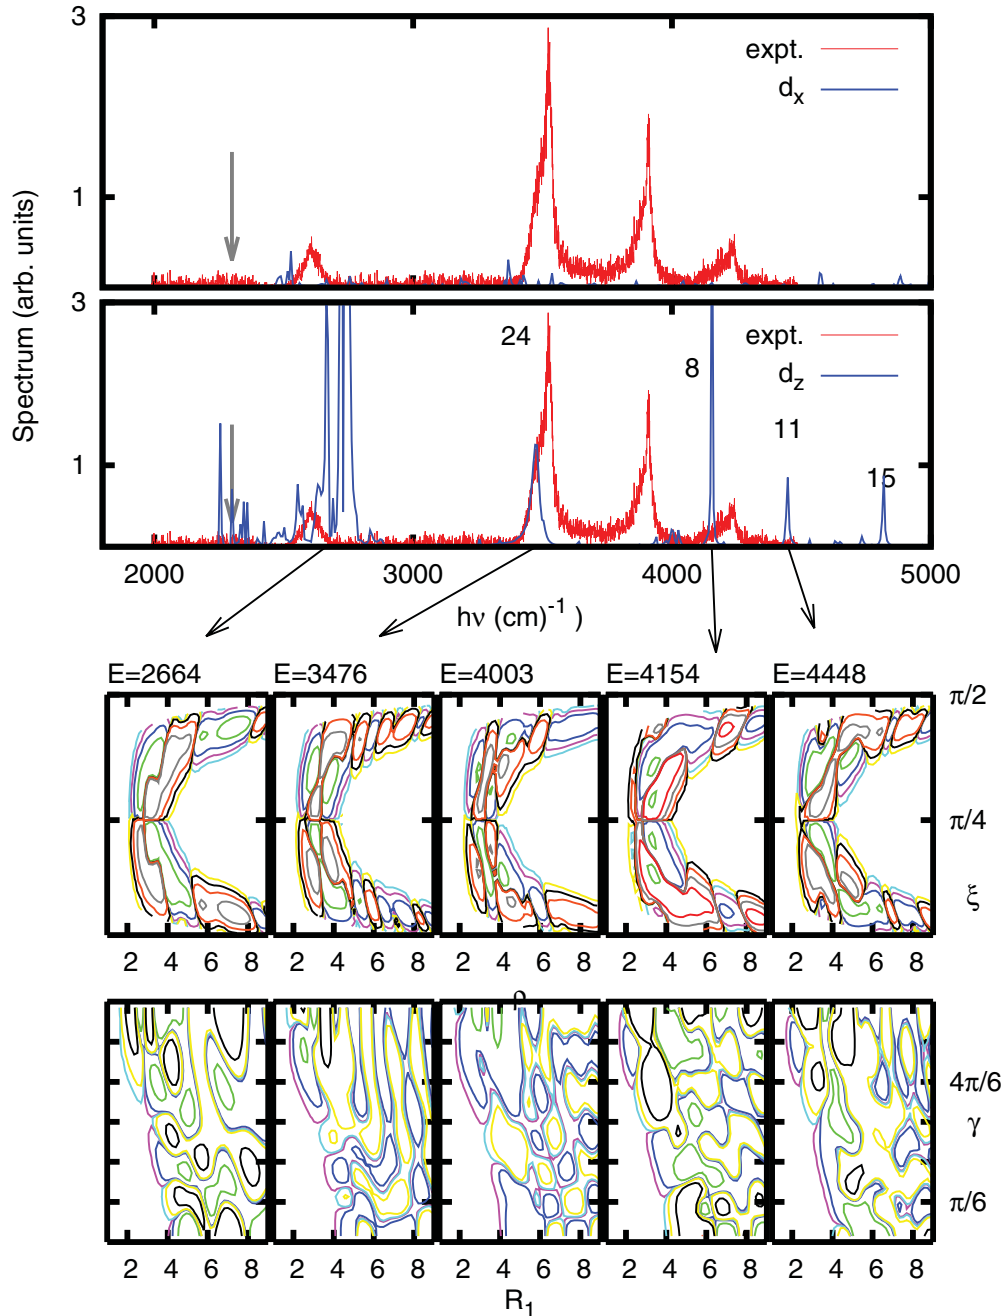 3
expt.
d_x
1
Spectrum (arb. units)
3
24
expt.
8
d_z
11
1
15
2000 3000 4000 5000
hν (cm)^-1 )
E=2664 E=3476 E=4003 E=4154 E=4448
π/2
π/4
ξ
2 4 6 8 2 4 6 8 2 4 6 8 2 4 6 8 2 4 6 8
ρ
4π/6
γ
π/6
2 4 6 8 2 4 6 8 2 4 6 8 2 4 6 8 2 4 6 8
R_1